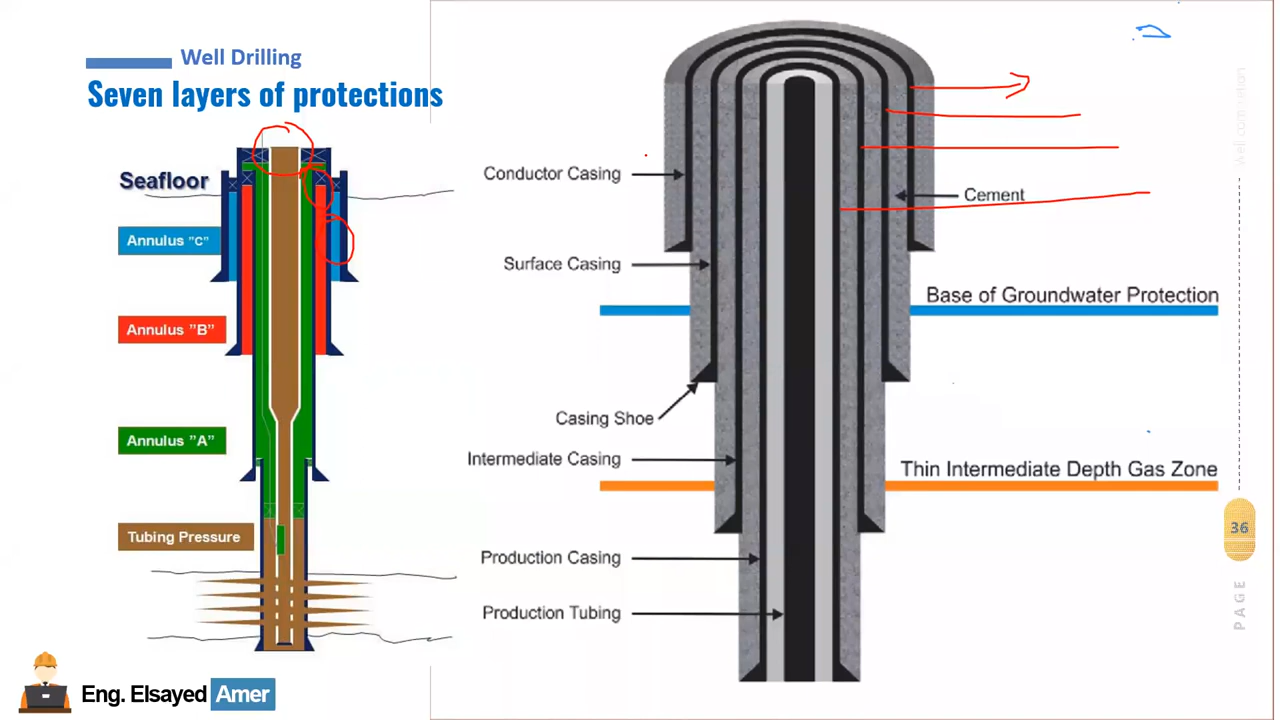 Well Drilling
Seven layers of protections
Seafloor
Annulus "C"
Annulus "B"
Annulus "A"
Tubing Pressure
Conductor Casing
Surface Casing
Casing Shoe
Intermediate Casing
Production Casing
Production Tubing
Cement
Base of Groundwater Protection
Thin Intermediate Depth Gas Zone
Well completion
36
PAGE
Eng. Elsayed Amer